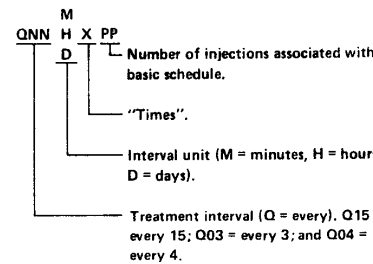 M
QNN H X PP
D
Number of injections associated with
basic schedule.
"Times".
Interval unit (M = minutes, H = hour
D = days).
Treatment interval (Q = every). Q15
every 15; Q03 = every 3; and Q04 =
every 4.